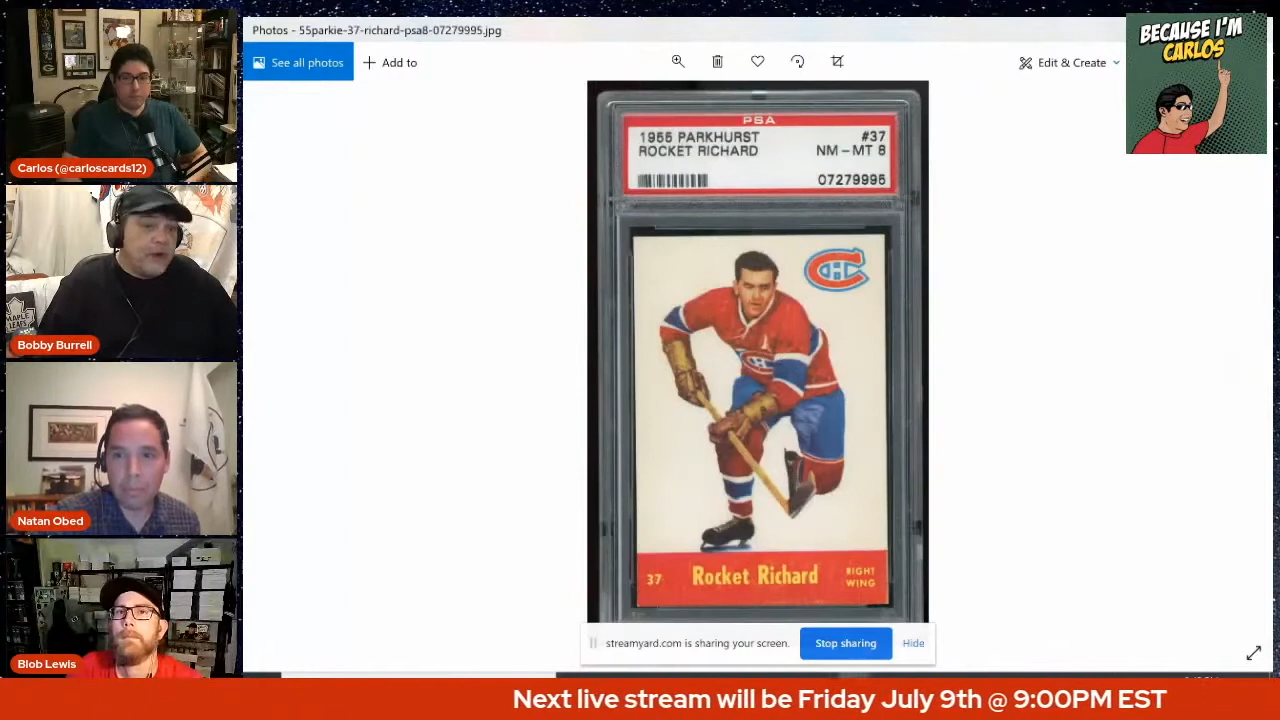 Photos - 55parkie-37-richard-psa8-07279995.jpg
See all photos
Add to
Edit & Create
BECAUSE I'M
CARLOS
Carlos (@carloscards12)
Bobby Burrell
MAPLE
LEAFS
Natan Obed
Blob Lewis
PSA
1955 PARKHURST #37
ROCKET RICHARD NM-MT 8
07279995
CH
37 Rocket Richard RIGHT WING
streamyard.com is sharing your screen.
Stop sharing
Hide
Next live stream will be Friday July 9th @ 9:00PM EST